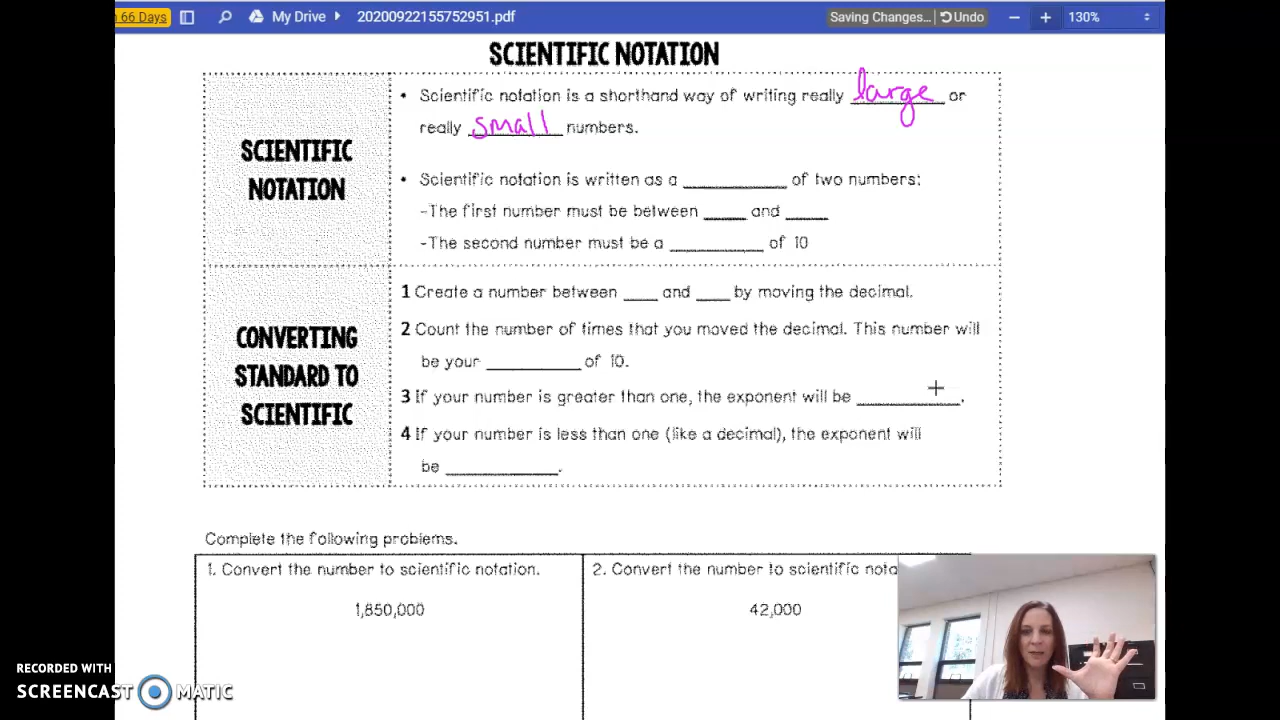 66 Days
My Drive
20200922155752951.pdf
Saving Changes...
Undo
130%
SCIENTIFIC NOTATION
SCIENTIFIC
NOTATION
• Scientific notation is a shorthand way of writing really large or
really small numbers.
• Scientific notation is written as a ________ of two numbers:
-The first number must be between ____ and ____
-The second number must be a ________ of 10
CONVERTING
STANDARD TO
SCIENTIFIC
1 Create a number between ___ and ___ by moving the decimal.
2 Count the number of times that you moved the decimal. This number will
be your ________ of 10.
3 If your number is greater than one, the exponent will be ________.
4 If your number is less than one (like a decimal), the exponent will
be ________.
Complete the following problems.
1. Convert the number to scientific notation.
1,850,000
2. Convert the number to scientific nota
42,000
RECORDED WITH
SCREENCAST MATIC